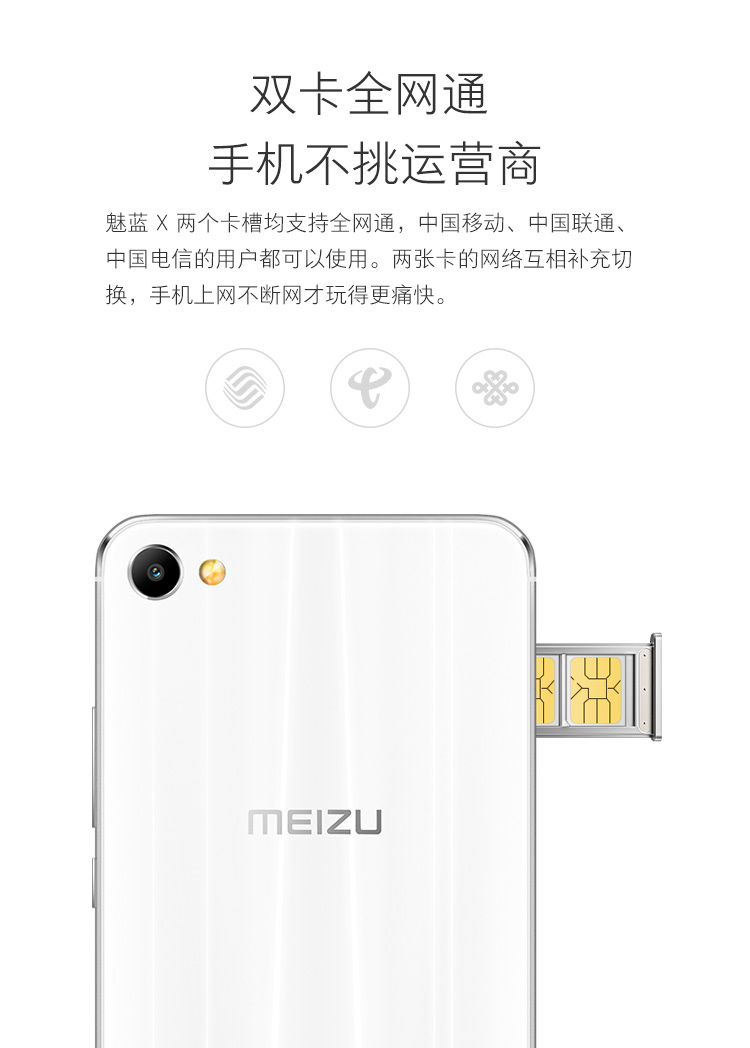 双卡全网通
手机不挑运营商
魅蓝 X 两个卡槽均支持全网通，中国移动、中国联通、
中国电信的用户都可以使用。两张卡的网络互相补充切
换，手机上网不断网才玩得更痛快。
MEIZU